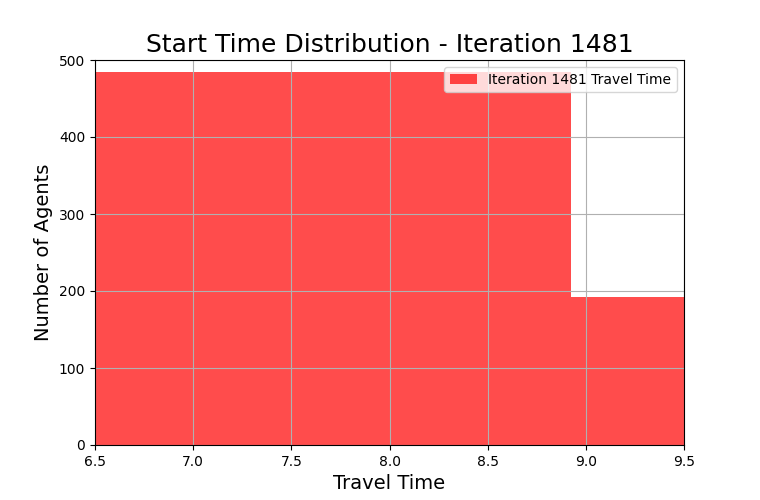 Start Time Distribution - Iteration 1481
Iteration 1481 Travel Time
Number of Agents
500
400
300
200
100
0
6.5 7.0 7.5 8.0 8.5 9.0 9.5
Travel Time